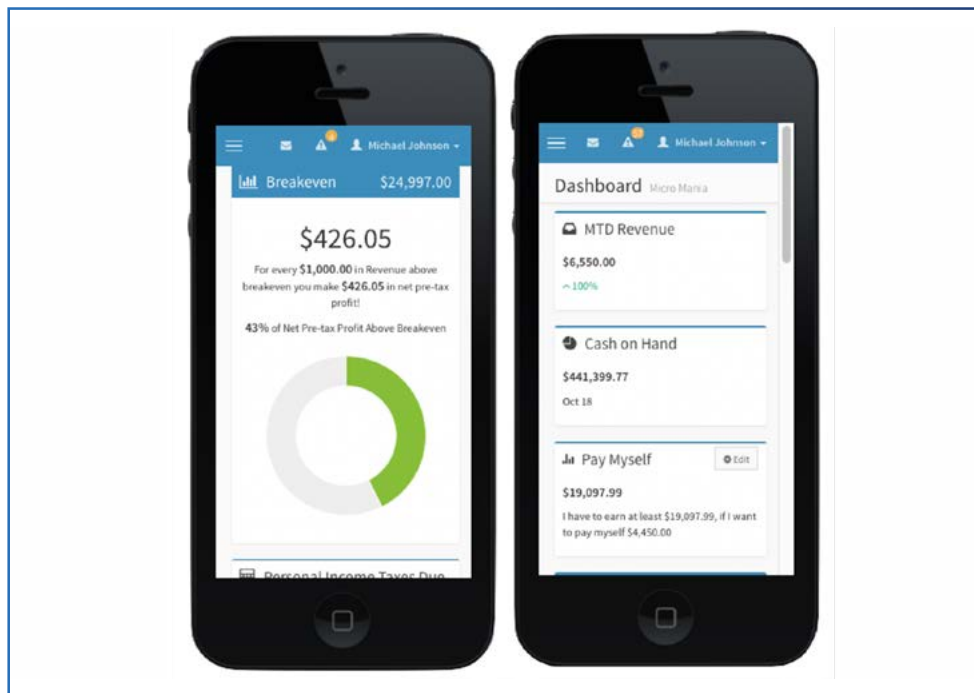 Michael Johnson
Breakeven $24,997.00
$426.05
For every $1,000.00 in Revenue above
breakeven you make $426.05 in net pre-tax
profit!
43% of Net Pre-tax Profit Above Breakeven
Personal Income Taxes Due
Michael Johnson
Dashboard Micro Mania
MTD Revenue
$6,550.00
100%
Cash on Hand
$441,399.77
Oct 18
Pay Myself Edit
$19,097.99
I have to earn at least $19,097.99, if I want
to pay myself $4,450.00